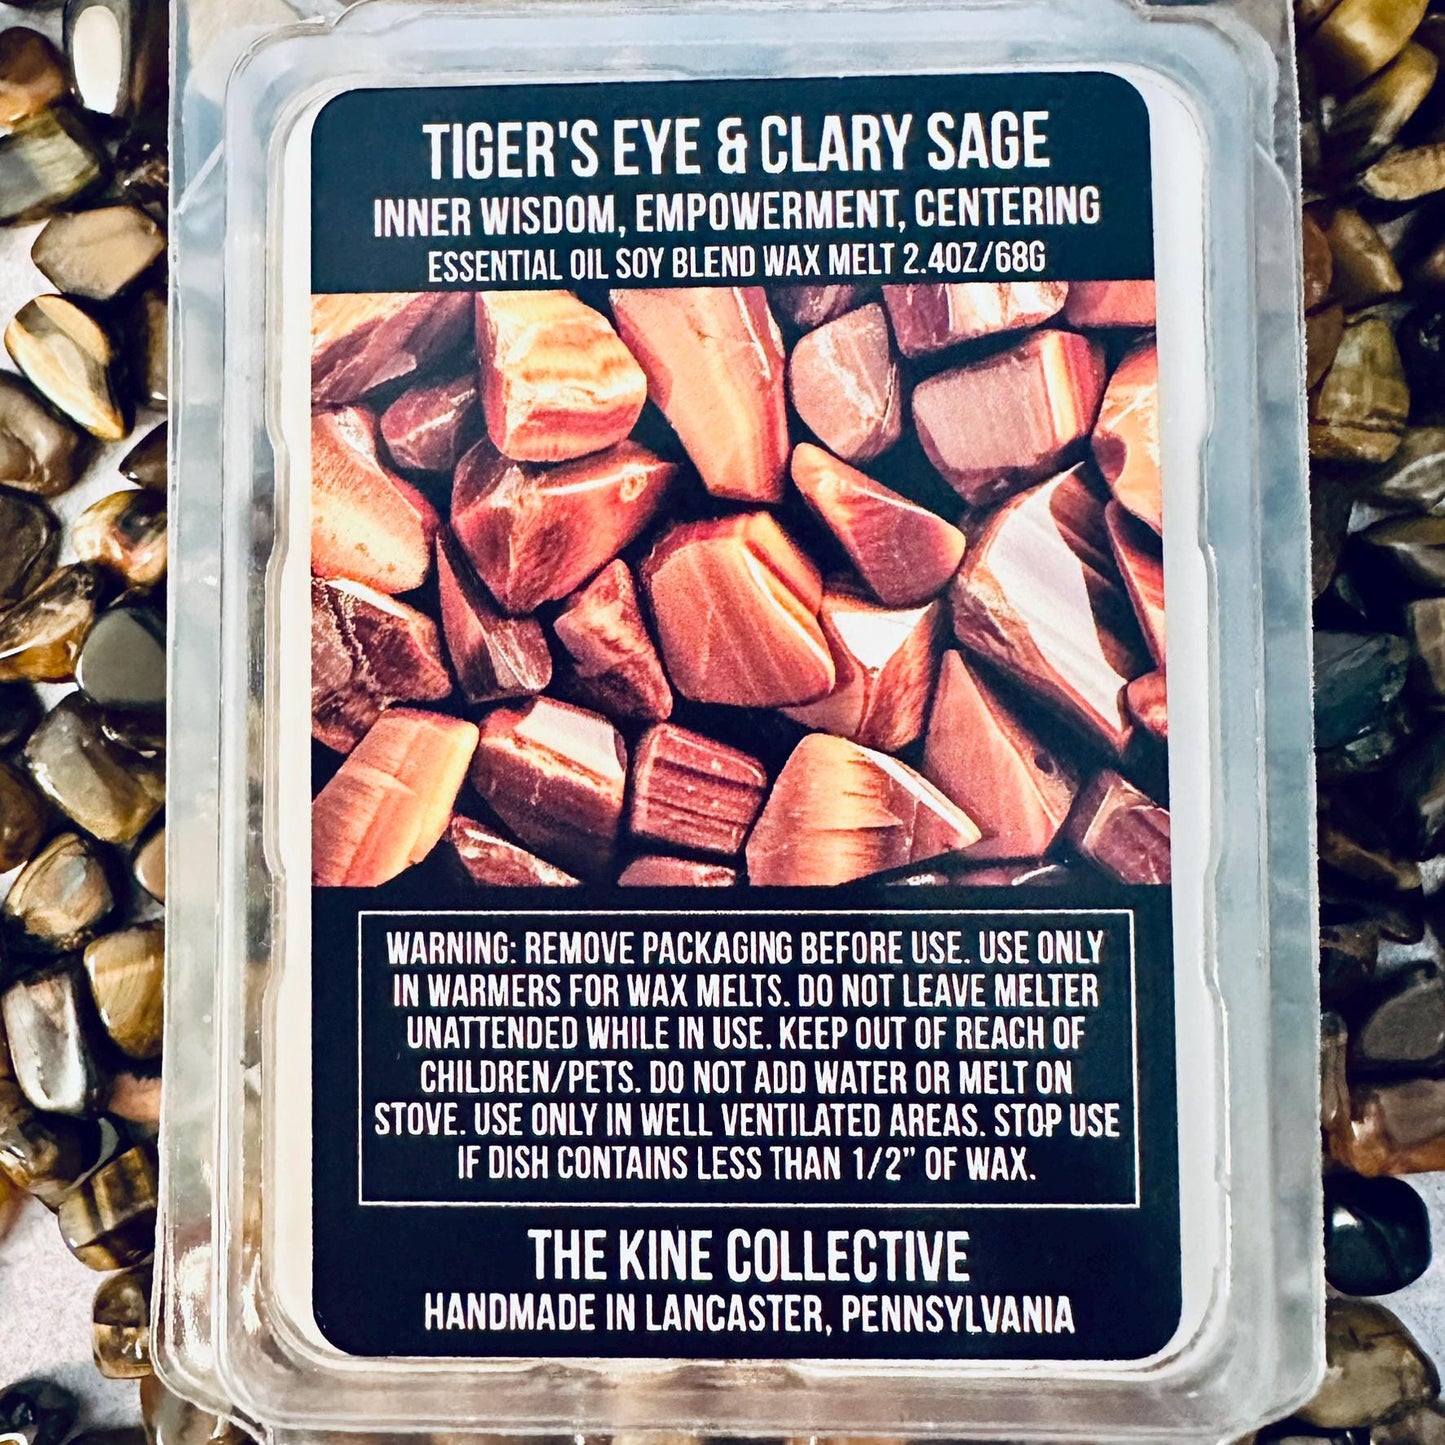 TIGER'S EYE & CLARY SAGE
INNER WISDOM, EMPOWERMENT, CENTERING
ESSENTIAL OIL SOY BLEND WAX MELT 2.4OZ/68G
WARNING: REMOVE PACKAGING BEFORE USE. USE ONLY
IN WARMERS FOR WAX MELTS. DO NOT LEAVE MELTER
UNATTENDED WHILE IN USE. KEEP OUT OF REACH OF
CHILDREN/PETS. DO NOT ADD WATER OR MELT ON
STOVE. USE ONLY IN WELL VENTILATED AREAS. STOP USE
IF DISH CONTAINS LESS THAN 1/2" OF WAX.
THE KINE COLLECTIVE
HANDMADE IN LANCASTER, PENNSYLVANIA